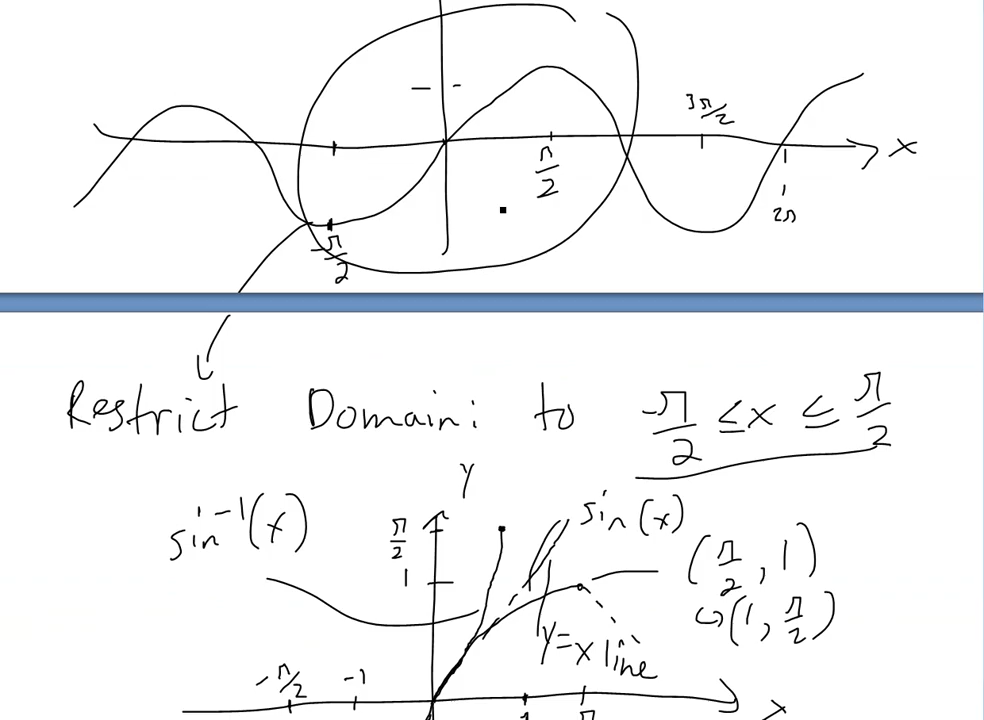 3π/2
x
π/2
2π
-π/2
Restrict Domain: to -π/2 ≤ x ≤ π/2
y
sin⁻¹(x)
π/2
sin(x)
1
(π/2, 1)
(1, π/2)
y=x line
-π/2
-1
1
π
x